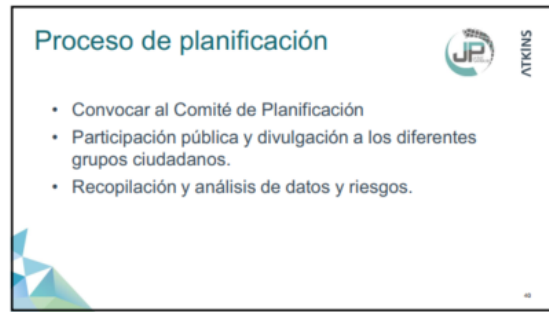 Proceso de planificación
JP
ATKINS
• Convocar al Comité de Planificación
• Participación pública y divulgación a los diferentes
grupos ciudadanos.
• Recopilación y análisis de datos y riesgos.